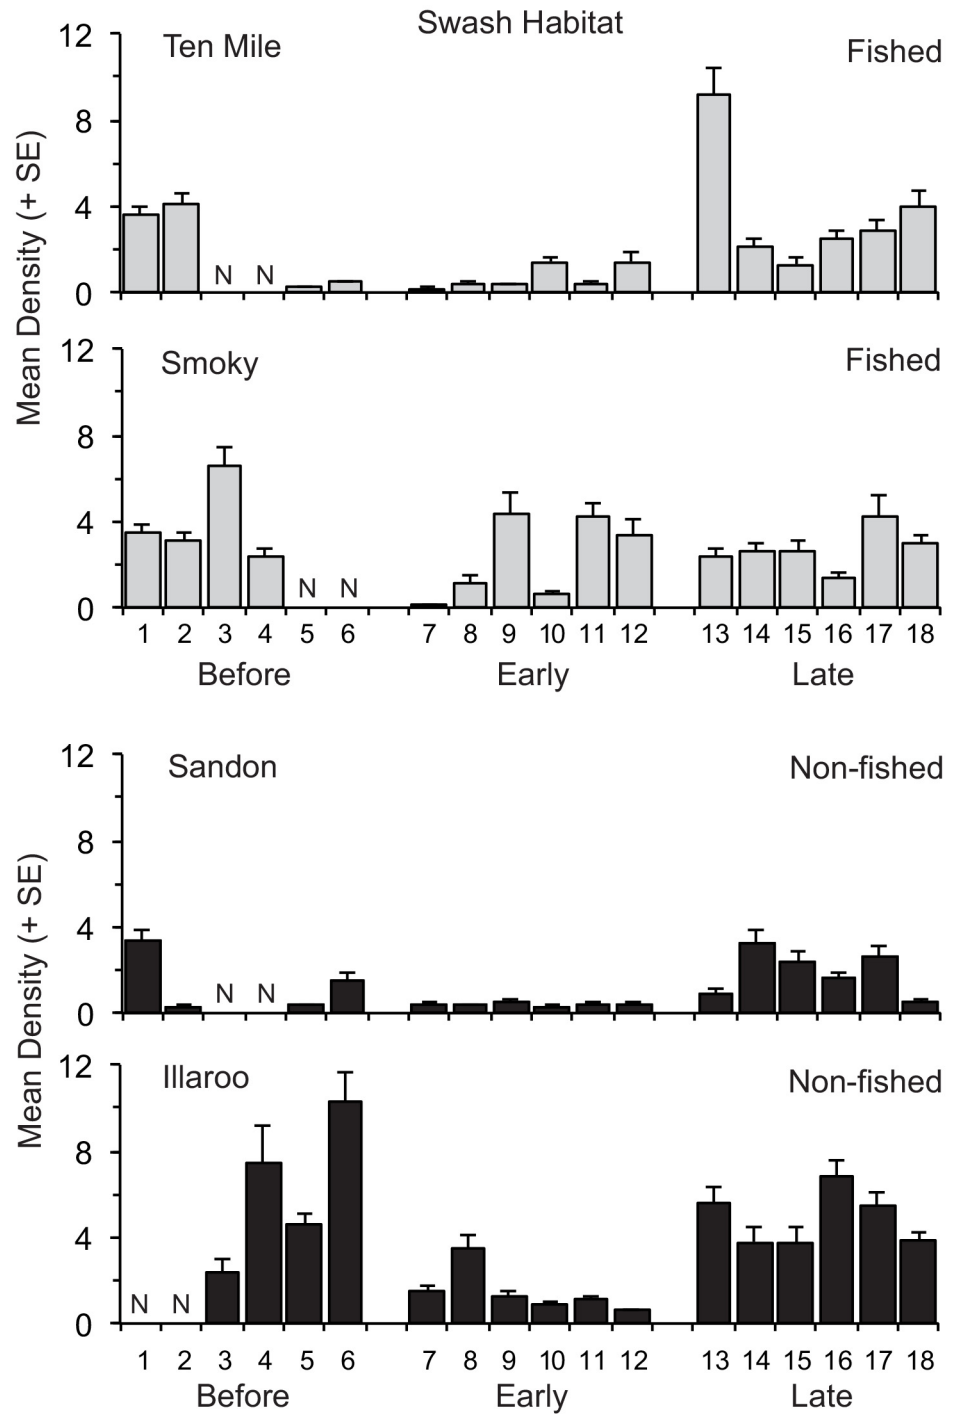 Swash Habitat
Ten Mile
Fished
Mean Density (+ SE)
12
8
4
0
N N
Smoky
Fished
12
8
4
0
N N
1 2 3 4 5 6 7 8 9 10 11 12 13 14 15 16 17 18
Before Early Late
Sandon
Non-fished
Mean Density (+ SE)
12
8
4
0
N N
Illaroo
Non-fished
12
8
4
0
N N
1 2 3 4 5 6 7 8 9 10 11 12 13 14 15 16 17 18
Before Early Late